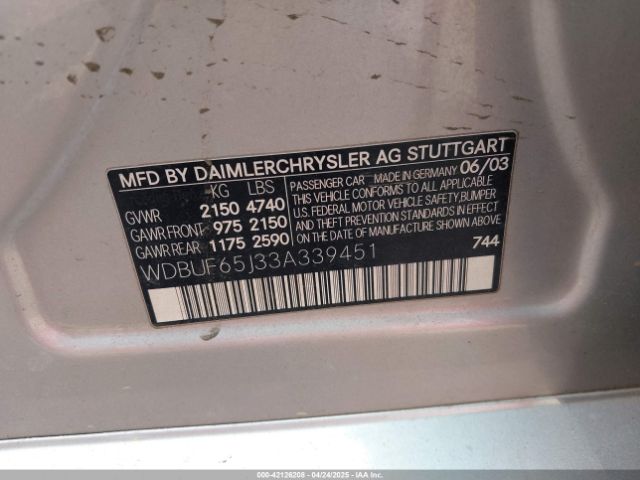 MFD BY DAIMLERCHRYSLER AG STUTTGART
KG LBS
GVWR 2150 4740
GAWR FRONT 975 2150
GAWR REAR 1175 2590
PASSENGER CAR MADE IN GERMANY 06/03
THIS VEHICLE CONFORMS TO ALL APPLICABLE
U.S. FEDERAL MOTOR VEHICLE SAFETY, BUMPER
AND THEFT PREVENTION STANDARDS IN EFFECT
ON THE DATE OF MANUFACTURE SHOWN ABOVE.
744
WDBUF65J33A339451
000-42126208 - 04/24/2025 - IAA Inc.